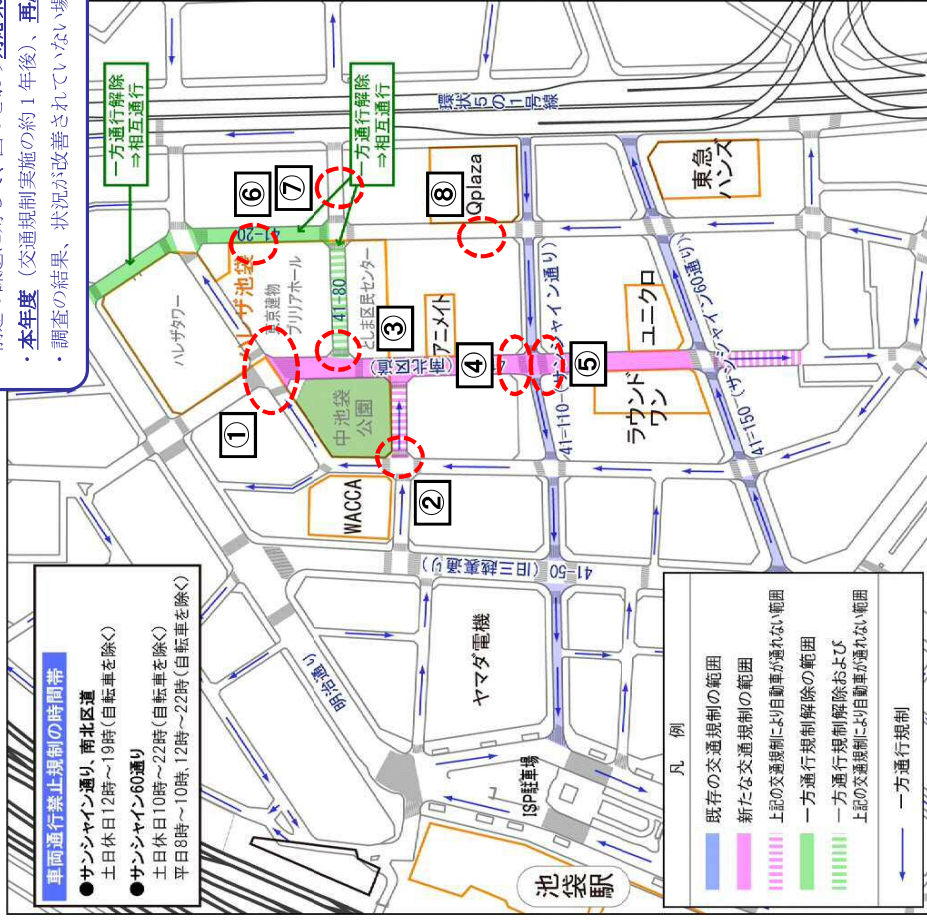 ・本年度（交通規制実施の約1年後）、再
・調査の結果、状況が改善されていない場
車両通行禁止規制の時間帯
●サンシャイン通り、南北区道
土日休日12時～19時（自転車を除く）
●サンシャイン60通り
土日休日10時～22時（自転車を除く）
平日8時～10時、12時～22時（自転車を除く）
一方通行解除
⇒相互通行
一方通行解除
⇒相互通行
環状5の1号線
ハレザタワー
ハレザ池袋
東京建物
ブリリアホール
としま区民センター
41-20
41-80
①
②
③
④
⑤
⑥
⑦
⑧
中池袋
公園
WACCA
アニメイト
Qplaza
（南北区道）
41-110（サンシャイン通り）
41-150（サンシャイン60通り）
41-50（旧三越裏通り）
明治通り
ラウンド
ワン
ユニクロ
東急
ハンズ
ヤマダ電機
ISP駐車場
池袋駅
凡　例
既存の交通規制の範囲
新たな交通規制の範囲
上記の交通規制により自動車が通れない範囲
一方通行規制解除の範囲
一方通行規制解除および
上記の交通規制により自動車が通れない範囲
一方通行規制